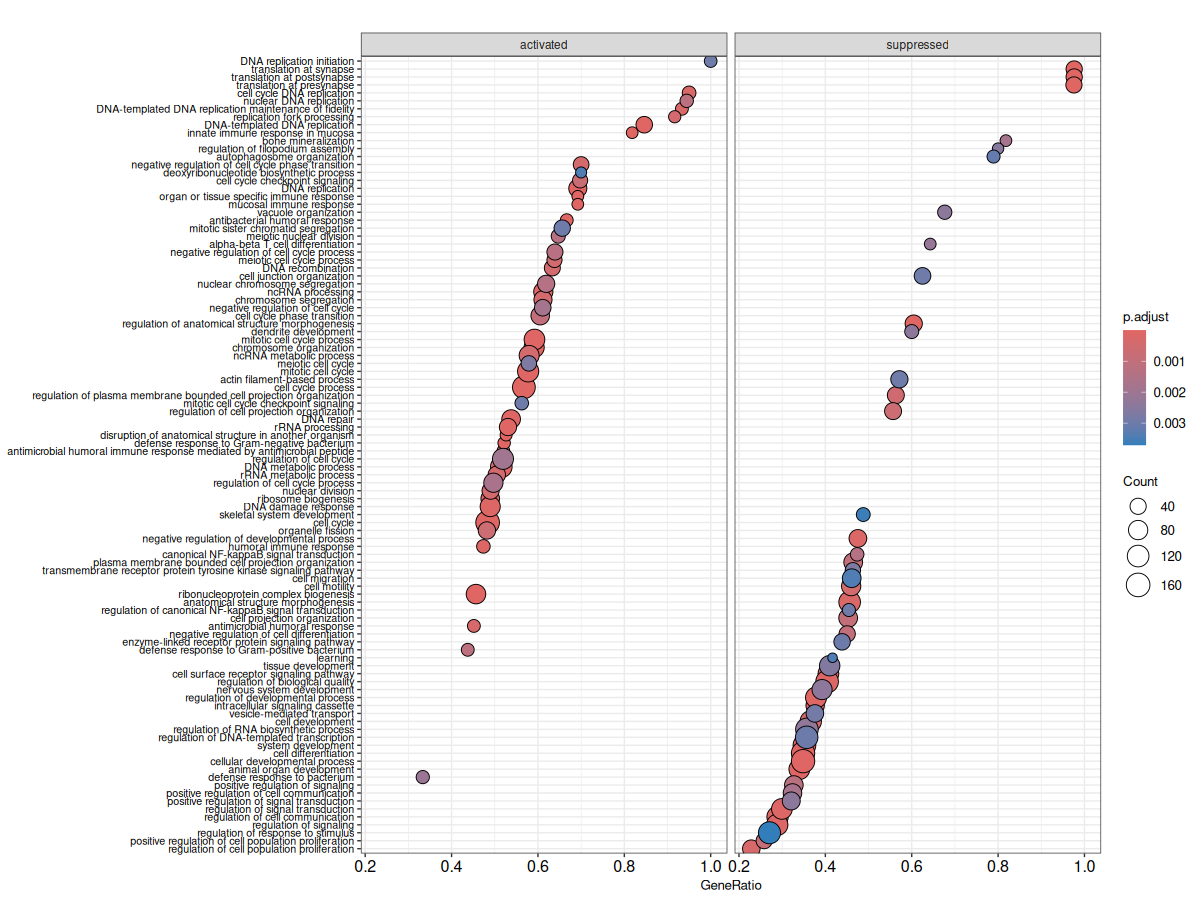 activated
suppressed
DNA replication initiation
translation at synapse
translation at postsynapse
translation at presynapse
cell cycle DNA replication
nuclear DNA replication
DNA-templated DNA replication maintenance of fidelity
replication fork processing
DNA-templated DNA replication
innate immune response in mucosa
bone mineralization
regulation of filopodium assembly
autophagosome organization
negative regulation of cell cycle phase transition
deoxyribonucleotide biosynthetic process
cell cycle checkpoint signaling
DNA replication
organ or tissue specific immune response
mucosal immune response
vacuole organization
antibacterial humoral response
mitotic sister chromatid segregation
meiotic nuclear division
alpha-beta T cell differentiation
negative regulation of cell cycle process
meiotic cell cycle process
DNA recombination
cell junction organization
nuclear chromosome segregation
ncRNA processing
chromosome segregation
negative regulation of cell cycle
cell cycle phase transition
regulation of anatomical structure morphogenesis
dendrite development
mitotic cell cycle process
chromosome organization
ncRNA metabolic process
meiotic cell cycle
mitotic cell cycle
actin filament-based process
cell cycle process
regulation of plasma membrane bounded cell projection organization
mitotic cell cycle checkpoint signaling
regulation of cell projection organization
DNA repair
rRNA processing
disruption of anatomical structure in another organism
defense response to Gram-negative bacterium
antimicrobial humoral immune response mediated by antimicrobial peptide
regulation of cell cycle
DNA metabolic process
rRNA metabolic process
regulation of cell cycle process
nuclear division
ribosome biogenesis
DNA damage response
skeletal system development
cell cycle
organelle fission
negative regulation of developmental process
humoral immune response
canonical NF-kappaB signal transduction
plasma membrane bounded cell projection organization
transmembrane receptor protein tyrosine kinase signaling pathway
cell migration
cell motility
ribonucleoprotein complex biogenesis
anatomical structure morphogenesis
regulation of canonical NF-kappaB signal transduction
cell projection organization
antimicrobial humoral response
negative regulation of cell differentiation
enzyme-linked receptor protein signaling pathway
defense response to Gram-positive bacterium
learning
tissue development
cell surface receptor signaling pathway
regulation of biological quality
nervous system development
regulation of developmental process
intracellular signaling cassette
vesicle-mediated transport
cell development
regulation of RNA biosynthetic process
regulation of DNA-templated transcription
system development
cell differentiation
cellular developmental process
animal organ development
defense response to bacterium
positive regulation of signaling
positive regulation of cell communication
positive regulation of signal transduction
regulation of signal transduction
regulation of cell communication
regulation of signaling
regulation of response to stimulus
positive regulation of cell population proliferation
regulation of cell population proliferation
0.2 0.4 0.6 0.8 1.0
0.2 0.4 0.6 0.8 1.0
GeneRatio
p.adjust
0.001
0.002
0.003
Count
40
80
120
160